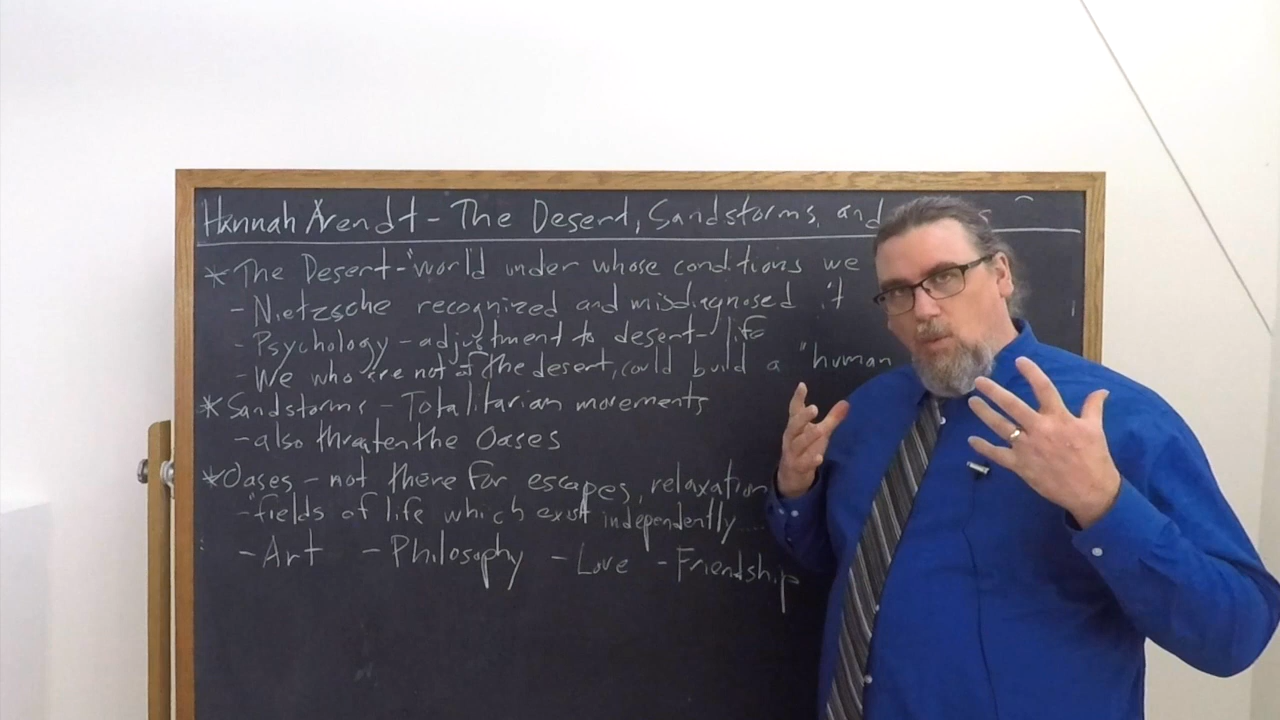 Hannah Arendt - The Desert, Sandstorms, and
* The Desert - "world under whose conditions we
- Nietzsche recognized and misdiagnosed it
- Psychology - adjustment to desert-life
- We who are not of the desert, could build a "human
* Sandstorms - Totalitarian movements
- also threaten the Oases
* Oases - not there for escapes, relaxation
- "fields of life which exist independently....
- Art - Philosophy - Love - Friendship